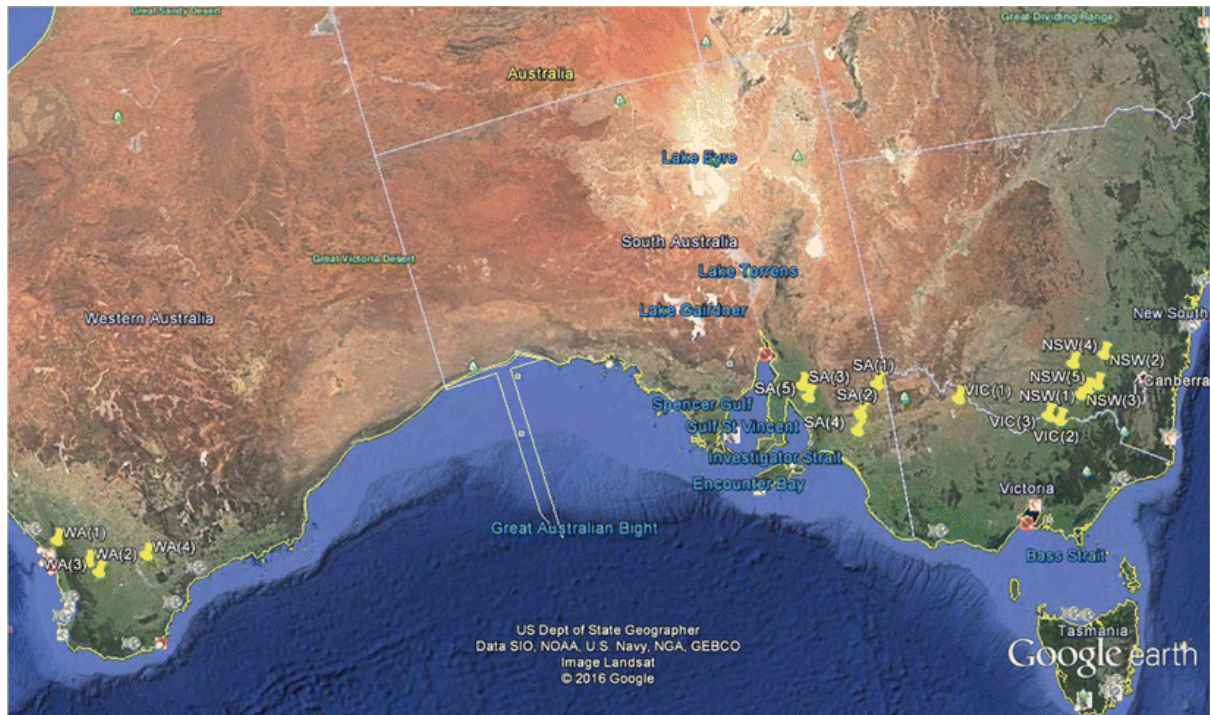 Great Sandy Desert
Great Dividing Range
Australia
Lake Eyre
South Australia
Great Victoria Desert
Lake Torrens
Lake Gairdner
Western Australia
New South
NSW(4)
NSW(2)
SA(1)
SA(3)
NSW(5)
Canberra
SA(5)
SA(2)
VIC(1)
NSW(1)
NSW(3)
Spencer Gulf
SA(4)
VIC(3)
Gulf St Vincent
VIC(2)
Investigator Strait
Encounter Bay
Victoria
Great Australian Bight
WA(1)
WA(2)
WA(4)
WA(3)
Bass Strait
US Dept of State Geographer
Data SIO, NOAA, U.S. Navy, NGA, GEBCO
Image Landsat
© 2016 Google
Tasmania
Google earth